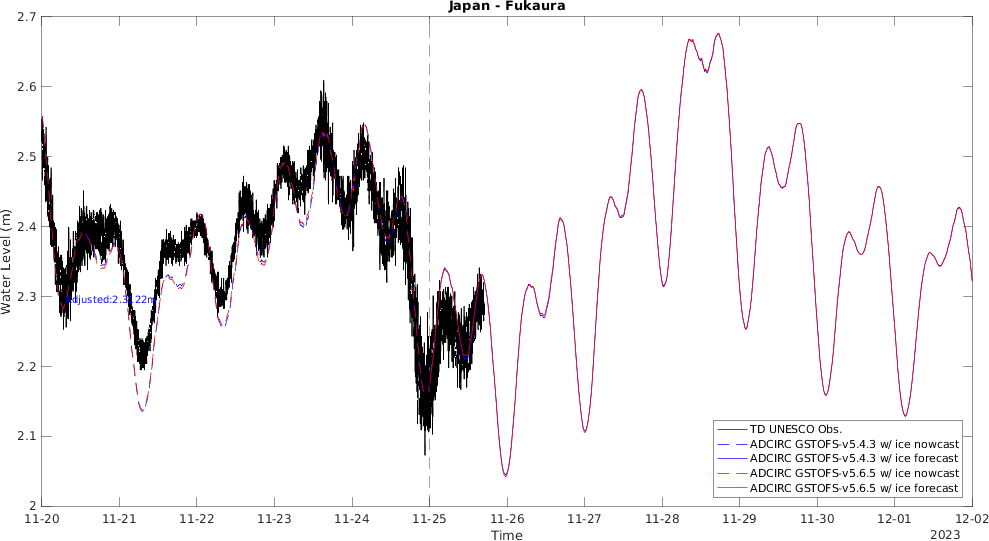 Japan - Fukaura
2.7
2.6
2.5
2.4
2.3
2.2
2.1
2
Water Level (m)
adjusted:2.3122m
TD UNESCO Obs.
ADCIRC GSTOFS-v5.4.3 w/ ice nowcast
ADCIRC GSTOFS-v5.4.3 w/ ice forecast
ADCIRC GSTOFS-v5.6.5 w/ ice nowcast
ADCIRC GSTOFS-v5.6.5 w/ ice forecast
11-20 11-21 11-22 11-23 11-24 11-25 11-26 11-27 11-28 11-29 11-30 12-01 12-02
Time
2023